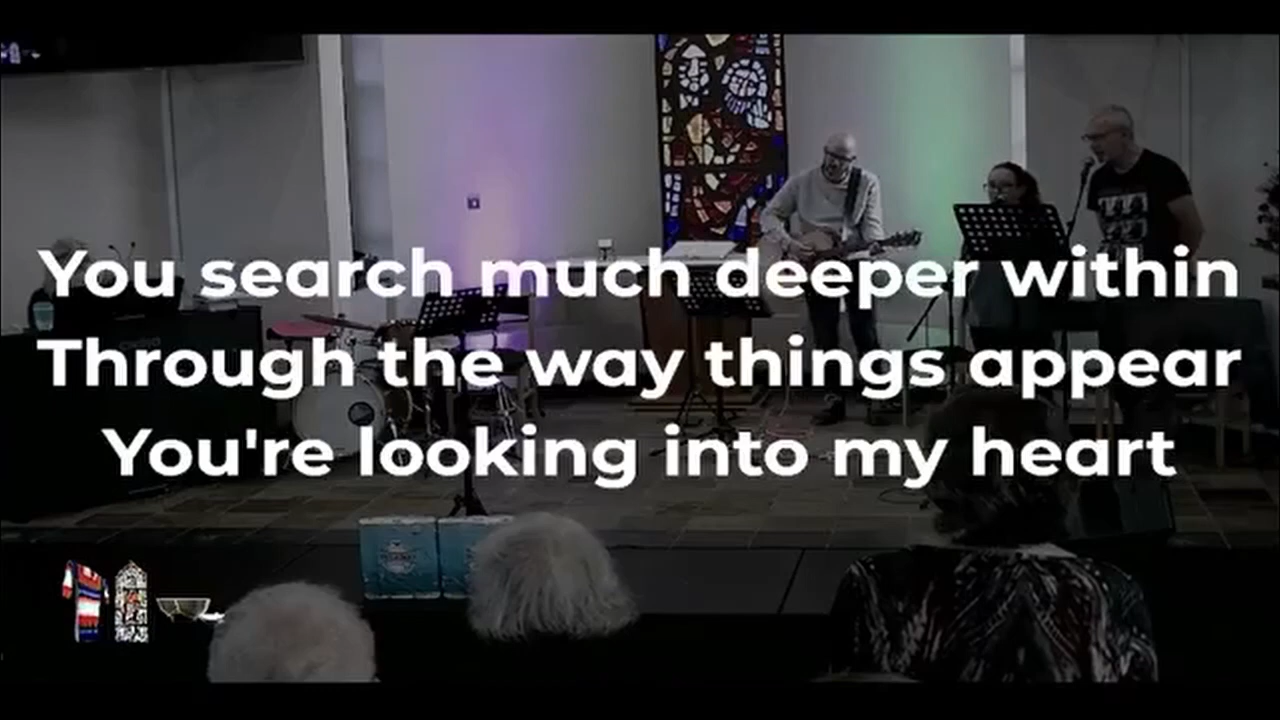 You search much deeper within
Through the way things appear
You're looking into my heart